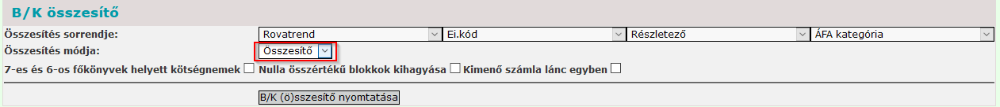 B/K összesítő
Összesítés sorrendje: Rovatrend Ei.kód Részletező ÁFA kategória
Összesítés módja: Összesítő
7-es és 6-os főkönyvek helyett kötségnemek Nulla összértékű blokkok kihagyása Kimenő számla lánc egyben
B/K (ö)sszesítő nyomtatása